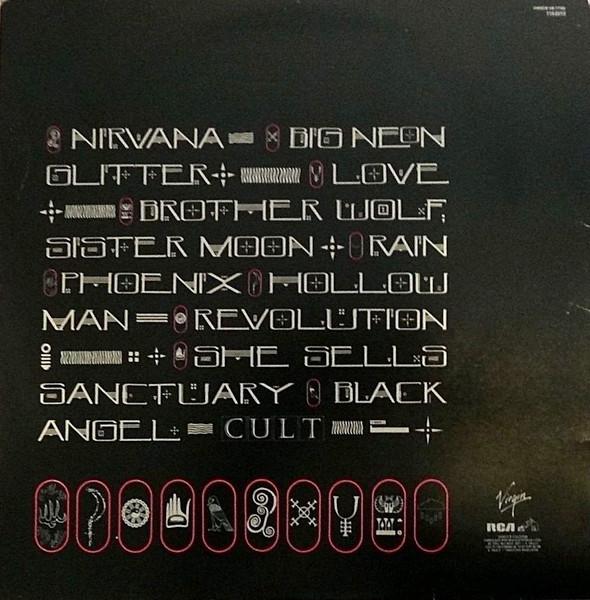 NIRVANA BIG NEON
GLITTER LOVE
BROTHER WOLF,
SISTER MOON RAIN
PHOENIX HOLLOW
MAN REVOLUTION
SHE SELLS
SANCTUARY BLACK
ANGEL CULT
Virgin
RCA